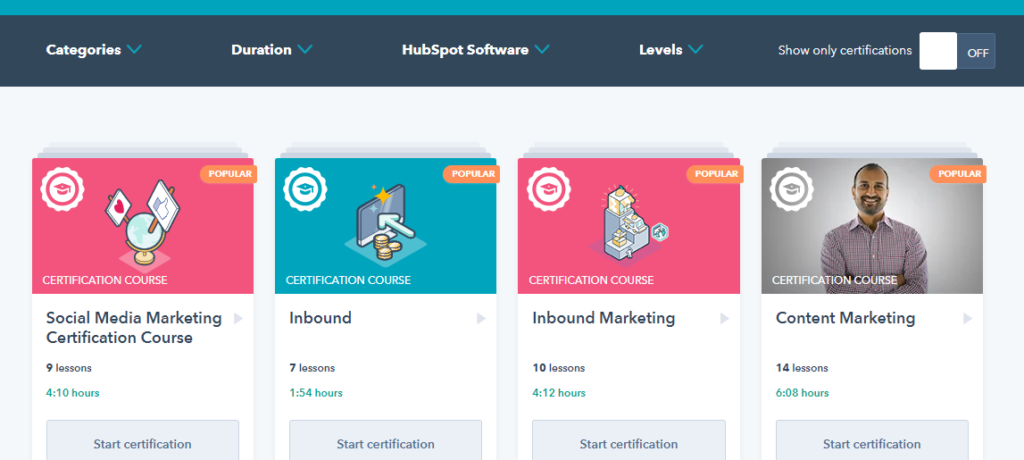 Categories Duration HubSpot Software Levels Show only certifications OFF
POPULAR POPULAR POPULAR POPULAR
CERTIFICATION COURSE CERTIFICATION COURSE CERTIFICATION COURSE CERTIFICATION COURSE
Social Media Marketing Inbound Inbound Marketing Content Marketing
Certification Course
9 lessons 7 lessons 10 lessons 14 lessons
4:10 hours 1:54 hours 4:12 hours 6:08 hours
Start certification Start certification Start certification Start certification